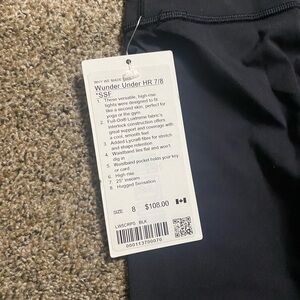 WHY WE MADE THIS
Wunder Under HR 7/8
*SSF
1. These versatile, high-rise
tights were designed to fit
like a second skin, perfect for
yoga or the gym
2. Full-On® Luxtreme fabric's
interlock construction offers
great support and coverage with
a cool, smooth feel
3. Added Lycra® fibre for stretch
and shape retention
4. Waistband lies flat and won't
dig in
5. Waistband pocket holds your key
or card
6. High rise
7. 25" inseam
8. Hugged Sensation
SIZE 8 $108.00
LW5CRPS BLK